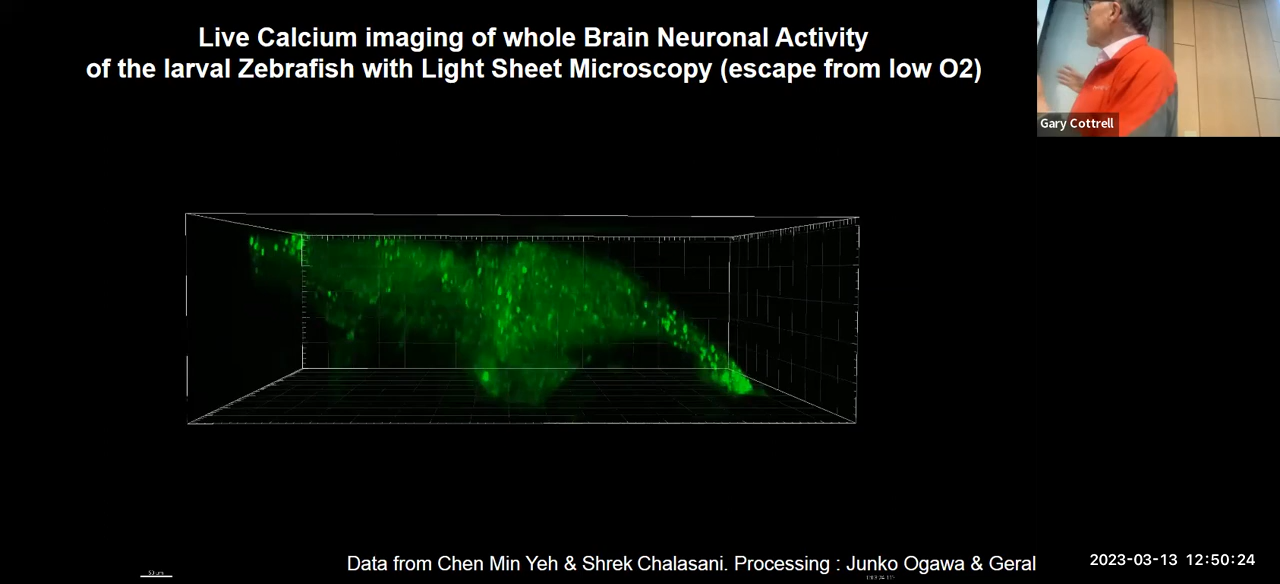 Live Calcium imaging of whole Brain Neuronal Activity
of the larval Zebrafish with Light Sheet Microscopy (escape from low O2)
Gary Cottrell
Data from Chen Min Yeh & Shrek Chalasani. Processing : Junko Ogawa & Geral
2023-03-13 12:50:24